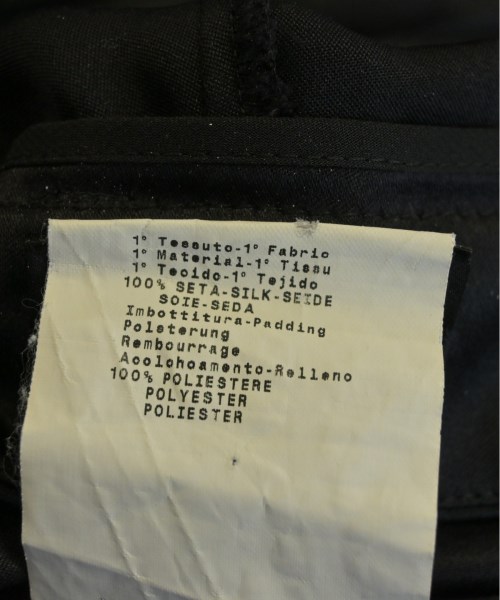 1° Tessuto-1° Fabric
1° Material-1° Tissu
1° Tecido-1° Tejido
100% SETA-SILK-SEIDE
SOIE-SEDA
Imbottitura-Padding
Polsterung
Rembourrage
Acolchoamento-Relleno
100% POLIESTERE
POLYESTER
POLIESTER